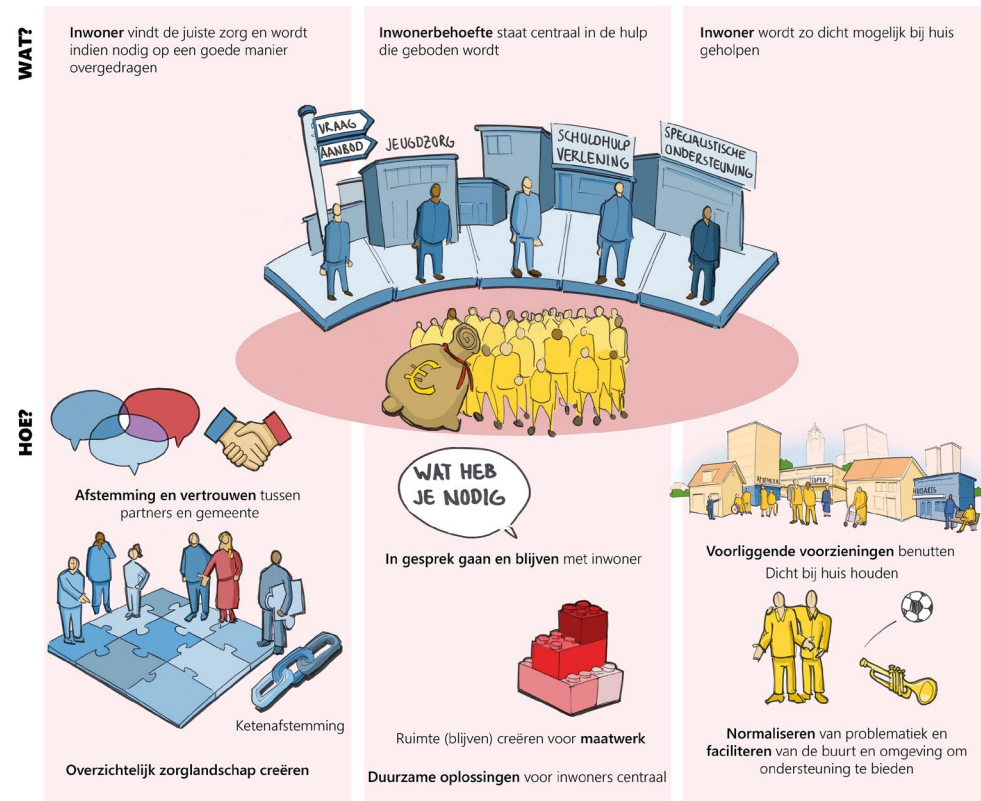 WAT?
Inwoner vindt de juiste zorg en wordt
indien nodig op een goede manier
overgedragen
Inwonerbehoefte staat centraal in de hulp
die geboden wordt
Inwoner wordt zo dicht mogelijk bij huis
geholpen
VRAAG
AANBOD
JEUGDZORG
SCHULDHULP
VERLENING
SPECIALISTISCHE
ONDERSTEUNING
€
HOE?
Afstemming en vertrouwen tussen
partners en gemeente
Ketenafstemming
Overzichtelijk zorglandschap creëren
WAT HEB
JE NODIG
In gesprek gaan en blijven met inwoner
Ruimte (blijven) creëren voor maatwerk
Duurzame oplossingen voor inwoners centraal
APOTHEEK
SUPER
HUISARTS
Voorliggende voorzieningen benutten
Dicht bij huis houden
Normaliseren van problematiek en
faciliteren van de buurt en omgeving om
ondersteuning te bieden